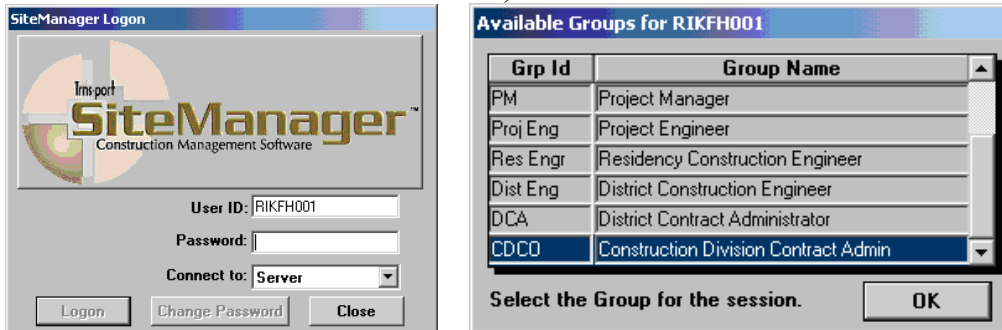 SiteManager Logon
Trns·port
SiteManager™
Construction Management Software
User ID: RIKFH001
Password:
Connect to: Server
Logon Change Password Close
Available Groups for RIKFH001
Grp Id Group Name
PM Project Manager
Proj Eng Project Engineer
Res Engr Residency Construction Engineer
Dist Eng District Construction Engineer
DCA District Contract Administrator
CDCO Construction Division Contract Admin
Select the Group for the session. OK